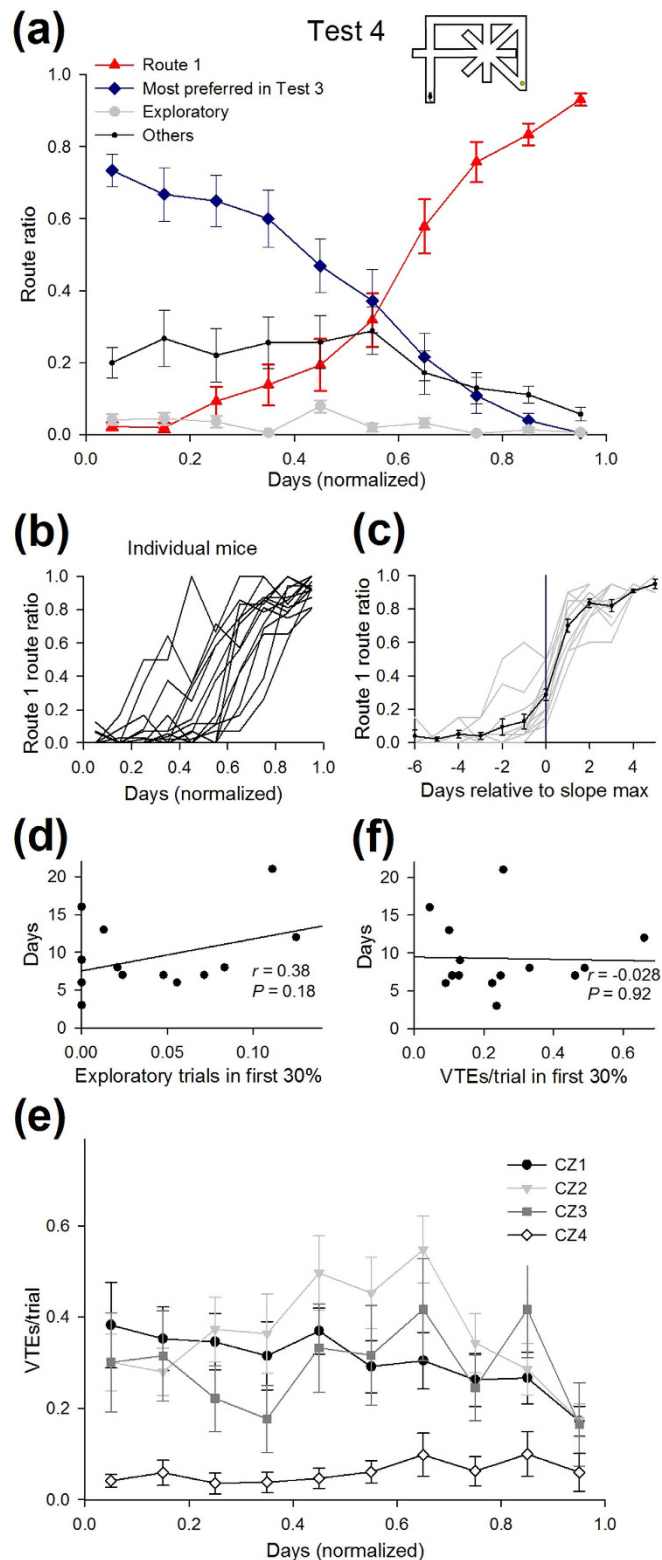 (a)
Test 4
Route 1
Most preferred in Test 3
Exploratory
Others
1.0
0.8
0.6
0.4
0.2
0.0
Route ratio
0.0 0.2 0.4 0.6 0.8 1.0
Days (normalized)
(b)
Individual mice
1.0
0.8
0.6
0.4
0.2
0.0
Route 1 route ratio
0.0 0.2 0.4 0.6 0.8 1.0
Days (normalized)
(c)
1.0
0.8
0.6
0.4
0.2
0.0
Route 1 route ratio
-6 -4 -2 0 2 4
Days relative to slope max
(d)
20
15
10
5
0
Days
r = 0.38
P = 0.18
0.00 0.05 0.10
Exploratory trials in first 30%
(f)
20
15
10
5
0
Days
r = -0.028
P = 0.92
0.0 0.2 0.4 0.6
VTEs/trial in first 30%
(e)
CZ1
CZ2
CZ3
CZ4
0.6
0.4
0.2
0.0
VTEs/trial
0.0 0.2 0.4 0.6 0.8 1.0
Days (normalized)